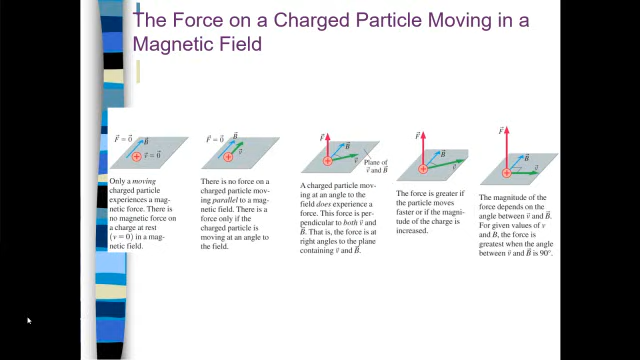 The Force on a Charged Particle Moving in a
Magnetic Field
F⃗ = 0⃗
B⃗
v⃗ = 0⃗
Only a moving
charged particle
experiences a mag-
netic force. There is
no magnetic force on
a charge at rest
(v = 0) in a mag-
netic field.
F⃗ = 0⃗
B⃗
v⃗
There is no force on a
charged particle mov-
ing parallel to a mag-
netic field. There is a
force only if the
charged particle is
moving at an angle to
the field.
F⃗
B⃗
v⃗
Plane of
v⃗ and B⃗
A charged particle mov-
ing at an angle to the
field does experience a
force. This force is per-
pendicular to both v⃗ and
B⃗. That is, the force is at
right angles to the plane
containing v⃗ and B⃗.
F⃗
B⃗
v⃗
The force is greater if
the particle moves
faster or if the magni-
tude of the charge is
increased.
F⃗
B⃗
v⃗
The magnitude of the
force depends on the
angle between v⃗ and B⃗.
For given values of v
and B, the force is
greatest when the angle
between v⃗ and B⃗ is 90°.